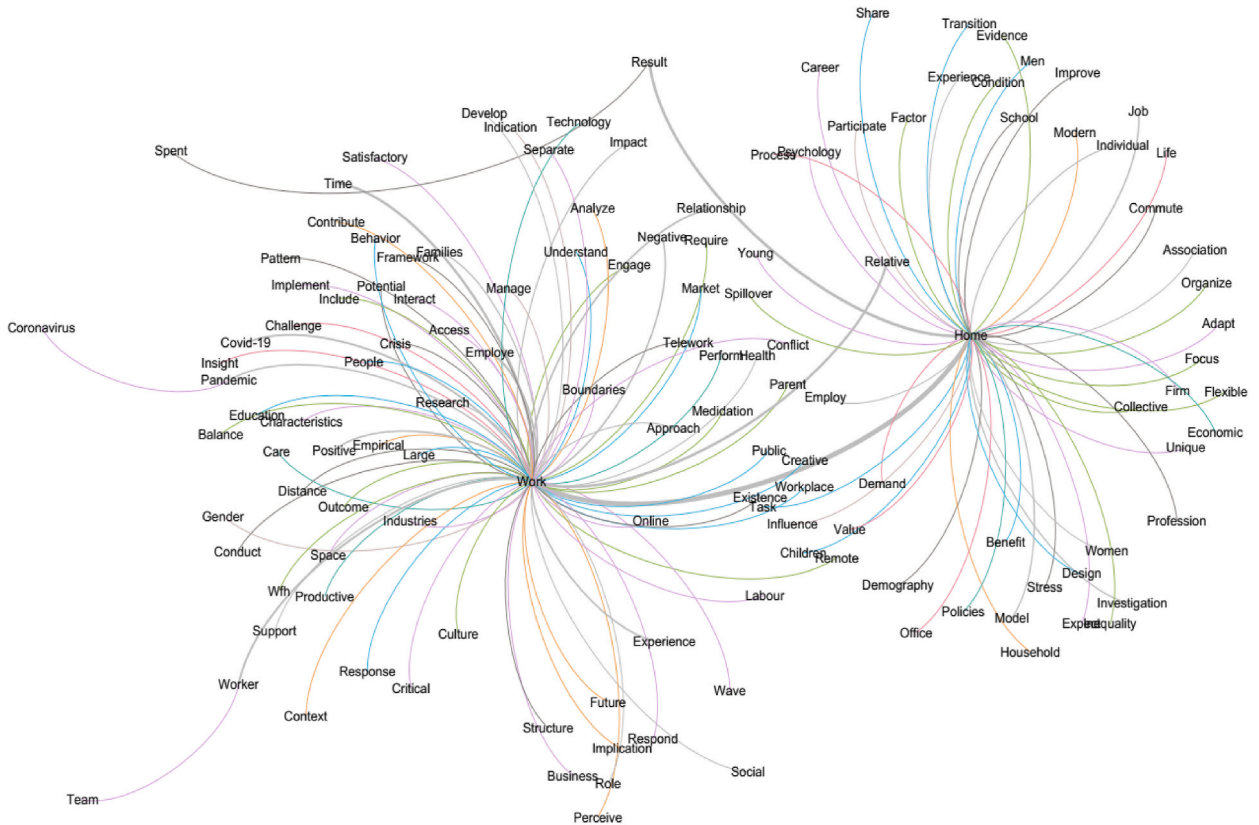 Share
Transition
Evidence
Result
Career
Men
Experience
Condition
Improve
Develop
Indication
Technology
Factor
School
Job
Participate
Modern
Spent
Satisfactory
Separate
Impact
Process
Psychology
Individual
Life
Time
Contribute
Analyze
Relationship
Commute
Behavior
Families
Negative
Require
Pattern
Framework
Understand
Engage
Young
Relative
Association
Implement
Include
Potential
Interact
Manage
Market
Spillover
Organize
Coronavirus
Challenge
Access
Home
Adapt
Covid-19
Crisis
Employe
Telework
Conflict
Insight
People
Perform
Health
Focus
Pandemic
Boundaries
Parent
Firm
Flexible
Research
Employ
Collective
Education
Characteristics
Medidation
Balance
Approach
Economic
Care
Positive
Empirical
Large
Public
Unique
Creative
Work
Distance
Workplace
Demand
Outcome
Existence
Task
Gender
Industries
Online
Influence
Value
Profession
Conduct
Space
Children
Remote
Benefit
Women
Wfh
Productive
Labour
Demography
Stress
Design
Investigation
Support
Culture
Policies
Model
Expect
Inequality
Office
Experience
Household
Response
Worker
Critical
Wave
Context
Future
Structure
Implication
Respond
Business
Role
Social
Team
Perceive